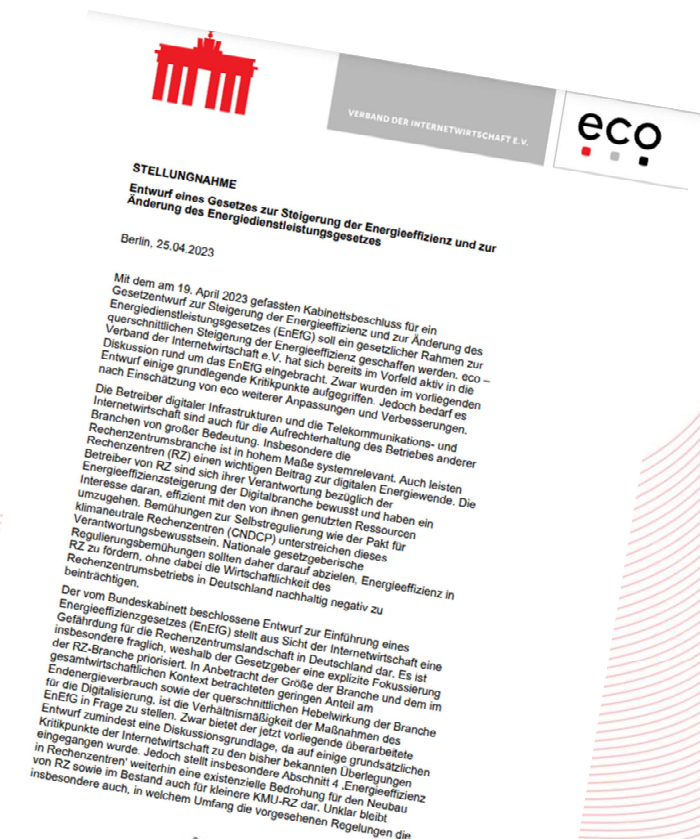 VERBAND DER INTERNETWIRTSCHAFT E.V.
eco
STELLUNGNAHME
Entwurf eines Gesetzes zur Steigerung der Energieeffizienz und zur
Änderung des Energiedienstleistungsgesetzes
Berlin, 25.04.2023
Mit dem am 19. April 2023 gefassten Kabinettsbeschluss für ein
Gesetzentwurf zur Steigerung der Energieeffizienz und zur Änderung des
Energiedienstleistungsgesetzes (EnEfG) soll ein gesetzlicher Rahmen zur
querschnittlichen Steigerung der Energieeffizienz geschaffen werden. eco –
Verband der Internetwirtschaft e.V. hat sich bereits im Vorfeld aktiv in die
Diskussion rund um das EnEfG eingebracht. Zwar wurden im vorliegenden
Entwurf einige grundlegende Kritikpunkte aufgegriffen. Jedoch bedarf es
nach Einschätzung von eco weiterer Anpassungen und Verbesserungen.
Die Betreiber digitaler Infrastrukturen und die Telekommunikations- und
Internetwirtschaft sind auch für die Aufrechterhaltung des Betriebes anderer
Branchen von großer Bedeutung. Insbesondere die
Rechenzentrumsbranche ist in hohem Maße systemrelevant. Auch leisten
Rechenzentren (RZ) einen wichtigen Beitrag zur digitalen Energiewende. Die
Betreiber von RZ sind sich ihrer Verantwortung bezüglich der
Energieeffizienzsteigerung der Digitalbranche bewusst und haben ein
Interesse daran, effizient mit den von ihnen genutzten Ressourcen
umzugehen. Bemühungen zur Selbstregulierung wie der Pakt für
klimaneutrale Rechenzentren (CNDCP) unterstreichen dieses
Verantwortungsbewusstsein. Nationale gesetzgeberische
Regulierungsbemühungen sollten daher darauf abzielen, Energieeffizienz in
RZ zu fördern, ohne dabei die Wirtschaftlichkeit des
Rechenzentrumsbetriebs in Deutschland nachhaltig negativ zu
beinträchtigen.
Der vom Bundeskabinett beschlossene Entwurf zur Einführung eines
Energieeffizienzgesetzes (EnEfG) stellt aus Sicht der Internetwirtschaft eine
Gefährdung für die Rechenzentrumslandschaft in Deutschland dar. Es ist
insbesondere fraglich, weshalb der Gesetzgeber eine explizite Fokussierung
der RZ-Branche priorisiert. In Anbetracht der Größe der Branche und dem im
gesamtwirtschaftlichen Kontext betrachteten geringen Anteil am
Endenergieverbrauch sowie der querschnittlichen Hebelwirkung der Branche
für die Digitalisierung, ist die Verhältnismäßigkeit der Maßnahmen des
EnEfG in Frage zu stellen. Zwar bietet der jetzt vorliegende überarbeitete
Entwurf zumindest eine Diskussionsgrundlage, da auf einige grundsätzlichen
Kritikpunkte der Internetwirtschaft zu den bisher bekannten Überlegungen
eingegangen wurde. Jedoch stellt insbesondere Abschnitt 4 ‚Energieeffizienz
in Rechenzentren' weiterhin eine existenzielle Bedrohung für den Neubau
von RZ sowie im Bestand auch für kleinere KMU-RZ dar. Unklar bleibt
insbesondere auch, in welchem Umfang die vorgesehenen Regelungen die